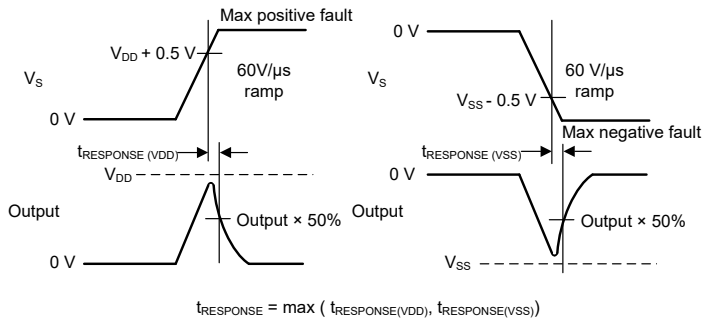 Max positive fault
V_DD + 0.5 V
60V/µs
ramp
V_S
0 V
t_RESPONSE (VDD)
V_DD
Output
Output × 50%
0 V
0 V
60 V/µs
ramp
V_S
V_SS - 0.5 V
Max negative fault
t_RESPONSE (VSS)
0 V
Output
Output × 50%
V_SS
t_RESPONSE = max ( t_RESPONSE(VDD), t_RESPONSE(VSS))